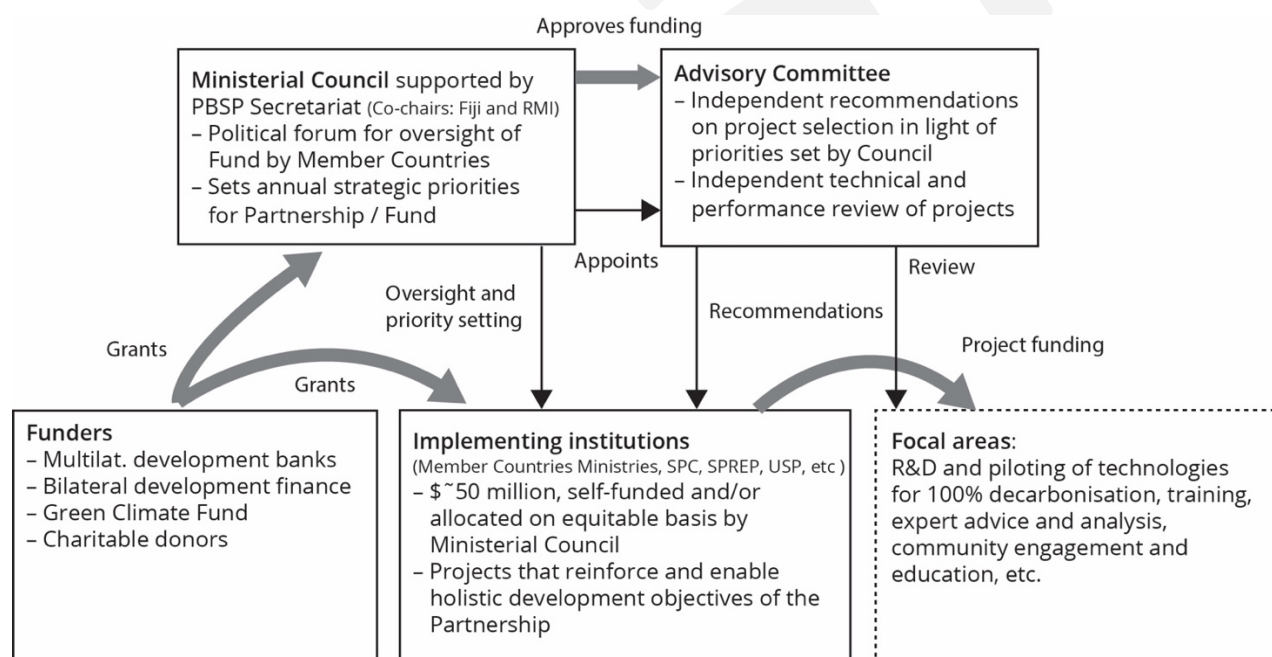 Approves funding
Ministerial Council supported by
PBSP Secretariat (Co-chairs: Fiji and RMI)
– Political forum for oversight of
Fund by Member Countries
– Sets annual strategic priorities
for Partnership / Fund
Advisory Committee
– Independent recommendations
on project selection in light of
priorities set by Council
– Independent technical and
performance review of projects
Appoints
Review
Oversight and
priority setting
Recommendations
Grants
Grants
Project funding
Funders
– Multilat. development banks
– Bilateral development finance
– Green Climate Fund
– Charitable donors
Implementing institutions
(Member Countries Ministries, SPC, SPREP, USP, etc )
– $~50 million, self-funded and/or
allocated on equitable basis by
Ministerial Council
– Projects that reinforce and enable
holistic development objectives of the
Partnership
Focal areas:
R&D and piloting of technologies
for 100% decarbonisation, training,
expert advice and analysis,
community engagement and
education, etc.